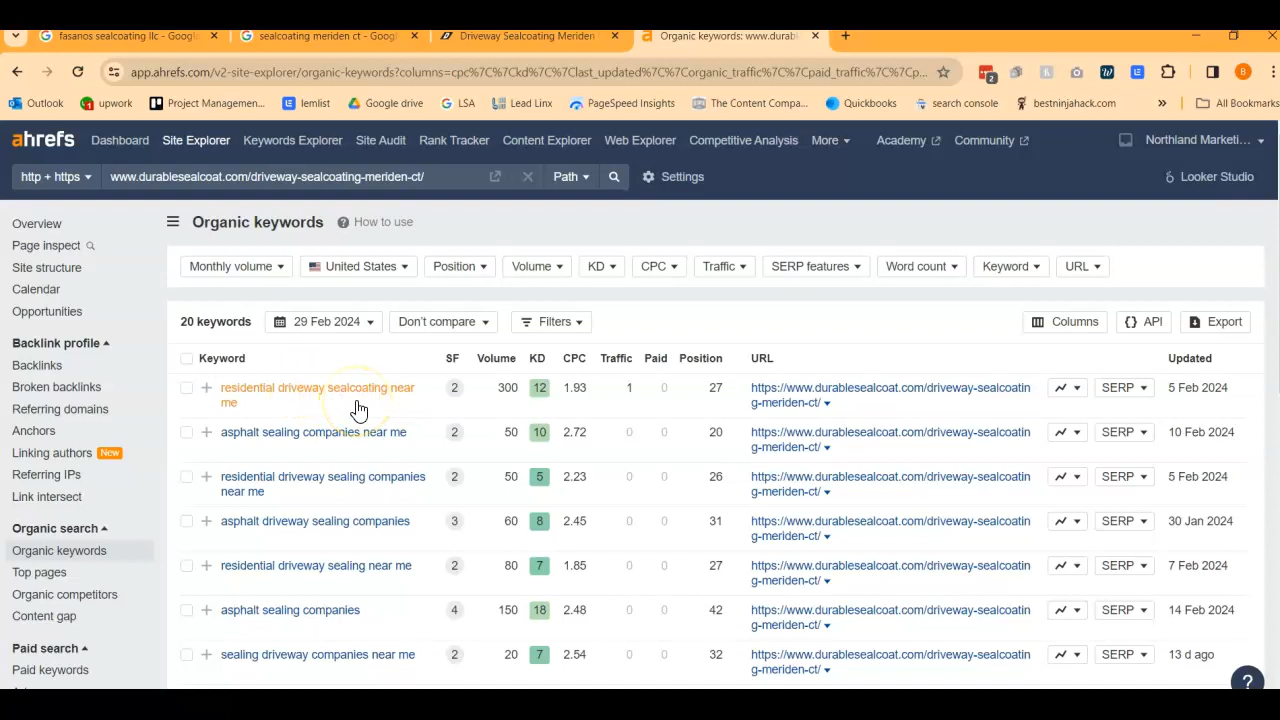 fasanos sealcoating llc - Googl
sealcoating meriden ct - Googl
Driveway Sealcoating Meriden
Organic keywords: www.durab
app.ahrefs.com/v2-site-explorer/organic-keywords?columns=cpc%7C%7Ckd%7C%7Clast_updated%7C%7Corganic_traffic%7C%7Cpaid_traffic%7C%7Cp...
2
B
Outlook
upwork
Project Managemen...
lemlist
Google drive
LSA
Lead Linx
PageSpeed Insights
The Content Compa...
Quickbooks
search console
bestninjahack.com
All Bookmarks
ahrefs
Dashboard
Site Explorer
Keywords Explorer
Site Audit
Rank Tracker
Content Explorer
Web Explorer
Competitive Analysis
More
Academy
Community
Northland Marketi...
http + https
www.durablesealcoat.com/driveway-sealcoating-meriden-ct/
Path
Settings
Looker Studio
Overview
Page inspect
Site structure
Calendar
Opportunities
Backlink profile
Backlinks
Broken backlinks
Referring domains
Anchors
Linking authors New
Referring IPs
Link intersect
Organic search
Organic keywords
Top pages
Organic competitors
Content gap
Paid search
Paid keywords
Organic keywords ? How to use
Monthly volume United States Position Volume KD CPC Traffic SERP features Word count Keyword URL
20 keywords 29 Feb 2024 Don't compare Filters Columns {} API Export
Keyword SF Volume KD CPC Traffic Paid Position URL Updated
residential driveway sealcoating near 2 300 12 1.93 1 0 27 https://www.durablesealcoat.com/driveway-sealcoatin SERP 5 Feb 2024
me g-meriden-ct/
asphalt sealing companies near me 2 50 10 2.72 0 0 20 https://www.durablesealcoat.com/driveway-sealcoatin SERP 10 Feb 2024
g-meriden-ct/
residential driveway sealing companies 2 50 5 2.23 0 0 26 https://www.durablesealcoat.com/driveway-sealcoatin SERP 5 Feb 2024
near me g-meriden-ct/
asphalt driveway sealing companies 3 60 8 2.45 0 0 31 https://www.durablesealcoat.com/driveway-sealcoatin SERP 30 Jan 2024
g-meriden-ct/
residential driveway sealing near me 2 80 7 1.85 0 0 27 https://www.durablesealcoat.com/driveway-sealcoatin SERP 7 Feb 2024
g-meriden-ct/
asphalt sealing companies 4 150 18 2.48 0 0 42 https://www.durablesealcoat.com/driveway-sealcoatin SERP 14 Feb 2024
g-meriden-ct/
sealing driveway companies near me 2 20 7 2.54 0 0 32 https://www.durablesealcoat.com/driveway-sealcoatin SERP 13 d ago
g-meriden-ct/
?